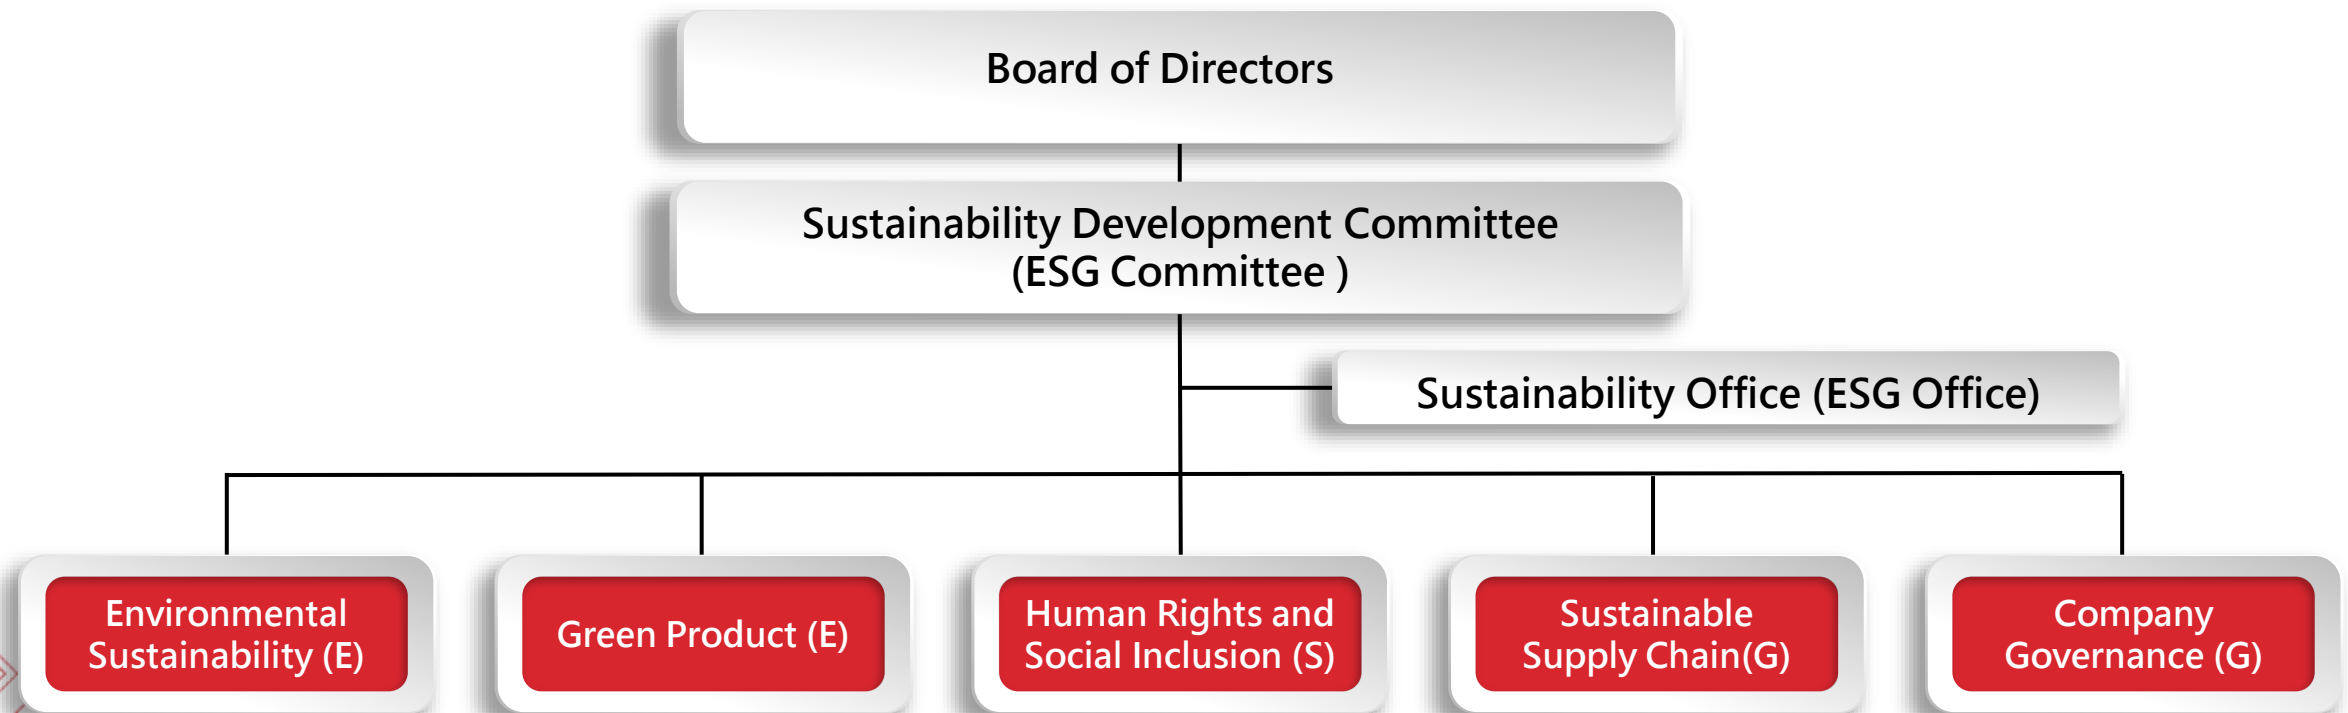 Board of Directors
Sustainability Development Committee
(ESG Committee )
Sustainability Office (ESG Office)
Environmental
Sustainability (E)
Green Product (E)
Human Rights and
Social Inclusion (S)
Sustainable
Supply Chain(G)
Company
Governance (G)